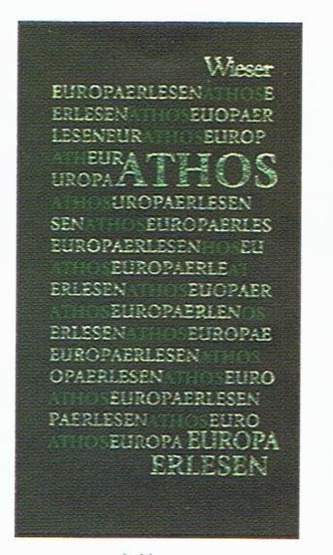 Wieser
EUROPAERLESENATHOSE
ERLESENATHOSEUOPAER
LESENEURATHOSEUROP
ATHEURATHOS
UROPA
ATHOSUROPAERLESEN
SENATHOSEUROPAERLES
EUROPAERLESENHOSEU
ATHOSEUROPAERLEAT
ERLESENATHOSEUOPAER
ATHOSEUROPAERLENOS
ERLESENATHOSEUROPAE
EUROPAERLESENATHOS
OPAERLESENATHOSEURO
ATHOSEUROPAERLESEN
PAERLESENATHOSEURO
ATHOSEUROPA EUROPA
ERLESEN